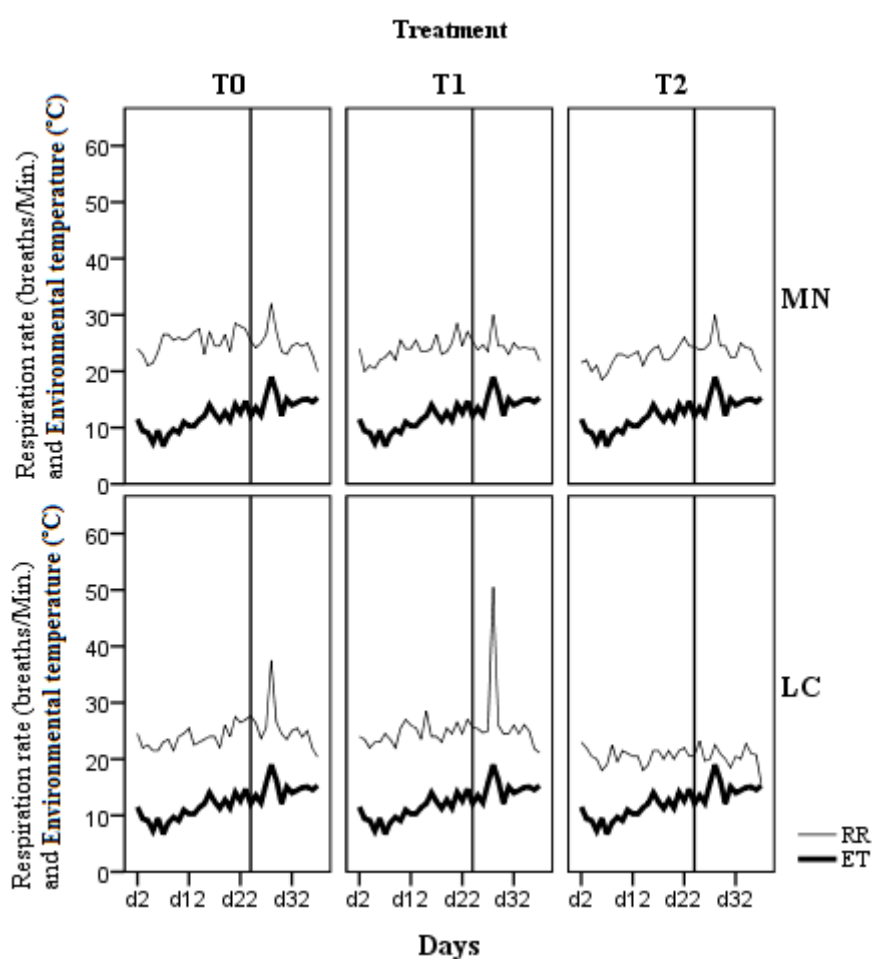 Treatment
T0 T1 T2
Respiration rate (breaths/Min.)
and Environmental temperature (°C)
60
50
40
30
20
10
0
MN
Respiration rate (breaths/Min.)
and Environmental temperature (°C)
60
50
40
30
20
10
0
LC
RR
ET
d2 d12 d22 d32 d2 d12 d22 d32 d2 d12 d22 d32
Days